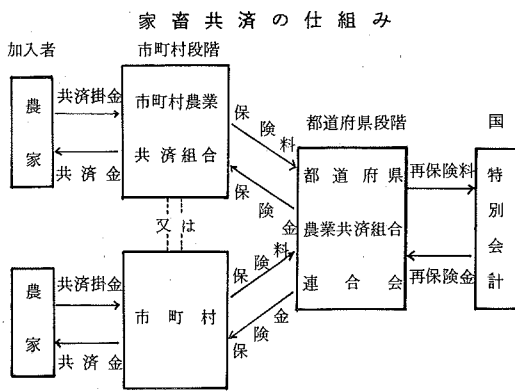 家畜共済の仕組み
加入者
市町村段階
都道府県段階
国
農家
共済掛金
共済金
市町村農業
共済組合
保険料
保険金
又は
都道府県
農業共済組合
連合会
再保険料
再保険金
特別会計
農家
共済掛金
共済金
市町村
保険料
保険金